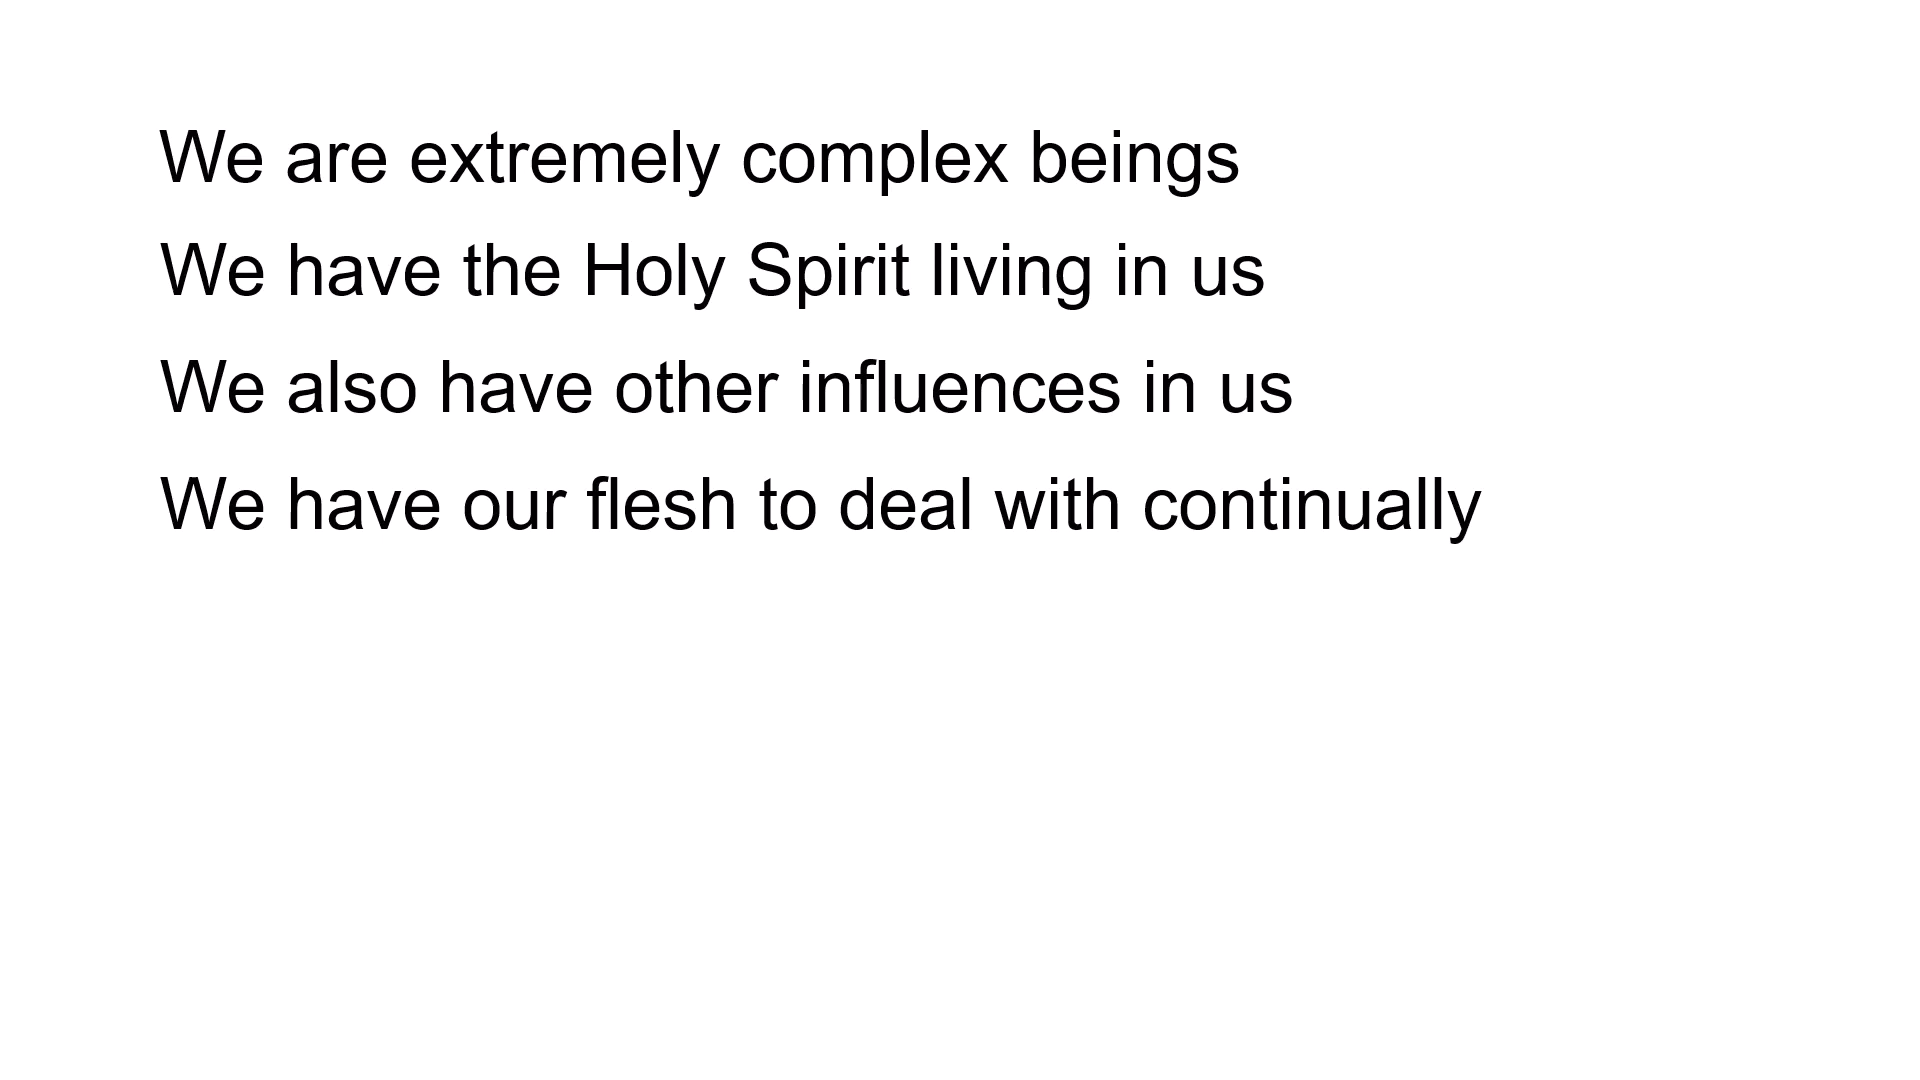 We are extremely complex beings
We have the Holy Spirit living in us
We also have other influences in us
We have our flesh to deal with continually